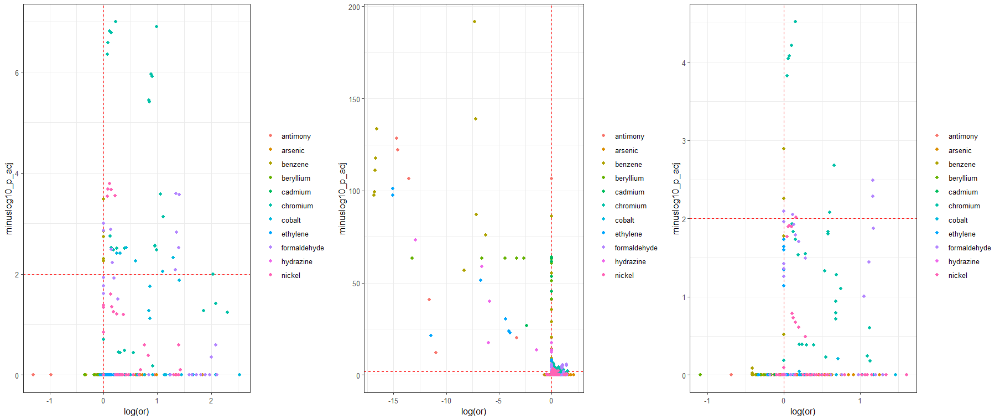 minuslog10_p_adj
6
4
2
0
-1
0
1
2
log(or)
antimony
arsenic
benzene
beryllium
cadmium
chromium
cobalt
ethylene
formaldehyde
hydrazine
nickel
minuslog10_p_adj
200
150
100
50
0
-15
-10
-5
0
log(or)
antimony
arsenic
benzene
beryllium
cadmium
chromium
cobalt
ethylene
formaldehyde
hydrazine
nickel
minuslog10_p_adj
4
3
2
1
0
-1
0
1
log(or)
antimony
arsenic
benzene
beryllium
cadmium
chromium
cobalt
ethylene
formaldehyde
hydrazine
nickel